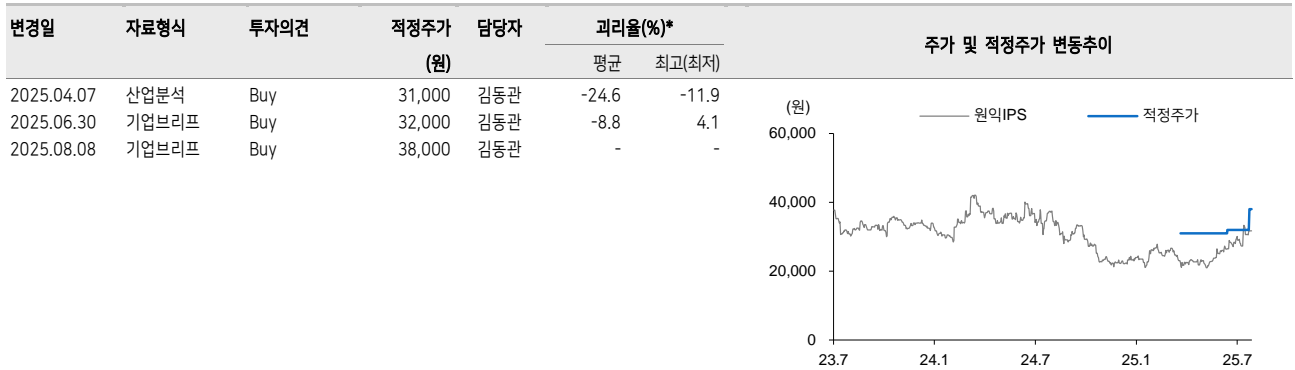 변경일 자료형식 투자의견 적정주가 담당자 괴리율(%)* 주가 및 적정주가 변동추이
(원) 평균 최고(최저)
2025.04.07 산업분석 Buy 31,000 김동관 -24.6 -11.9
2025.06.30 기업브리프 Buy 32,000 김동관 -8.8 4.1
2025.08.08 기업브리프 Buy 38,000 김동관 - -
(원) 원익IPS 적정주가
60,000
40,000
20,000
0
23.7 24.1 24.7 25.1 25.7